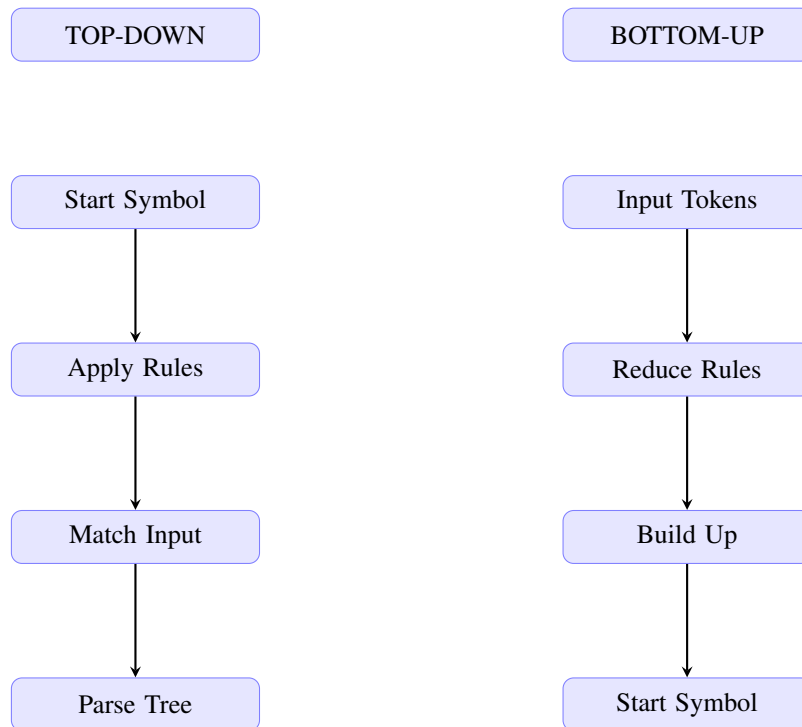 TOP-DOWN
BOTTOM-UP
Start Symbol
Input Tokens
Apply Rules
Reduce Rules
Match Input
Build Up
Parse Tree
Start Symbol